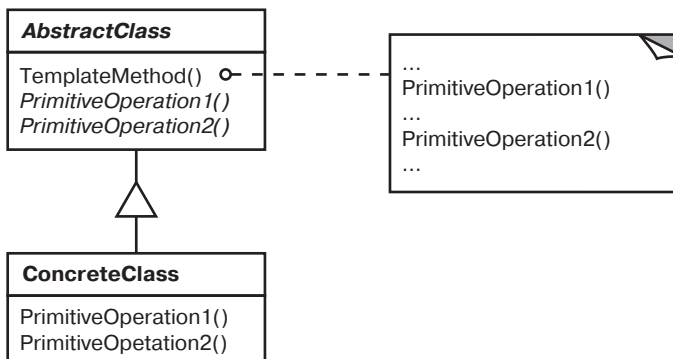 AbstractClass
TemplateMethod()
PrimitiveOperation1()
PrimitiveOperation2()
...
PrimitiveOperation1()
...
PrimitiveOperation2()
...
ConcreteClass
PrimitiveOperation1()
PrimitiveOpetation2()